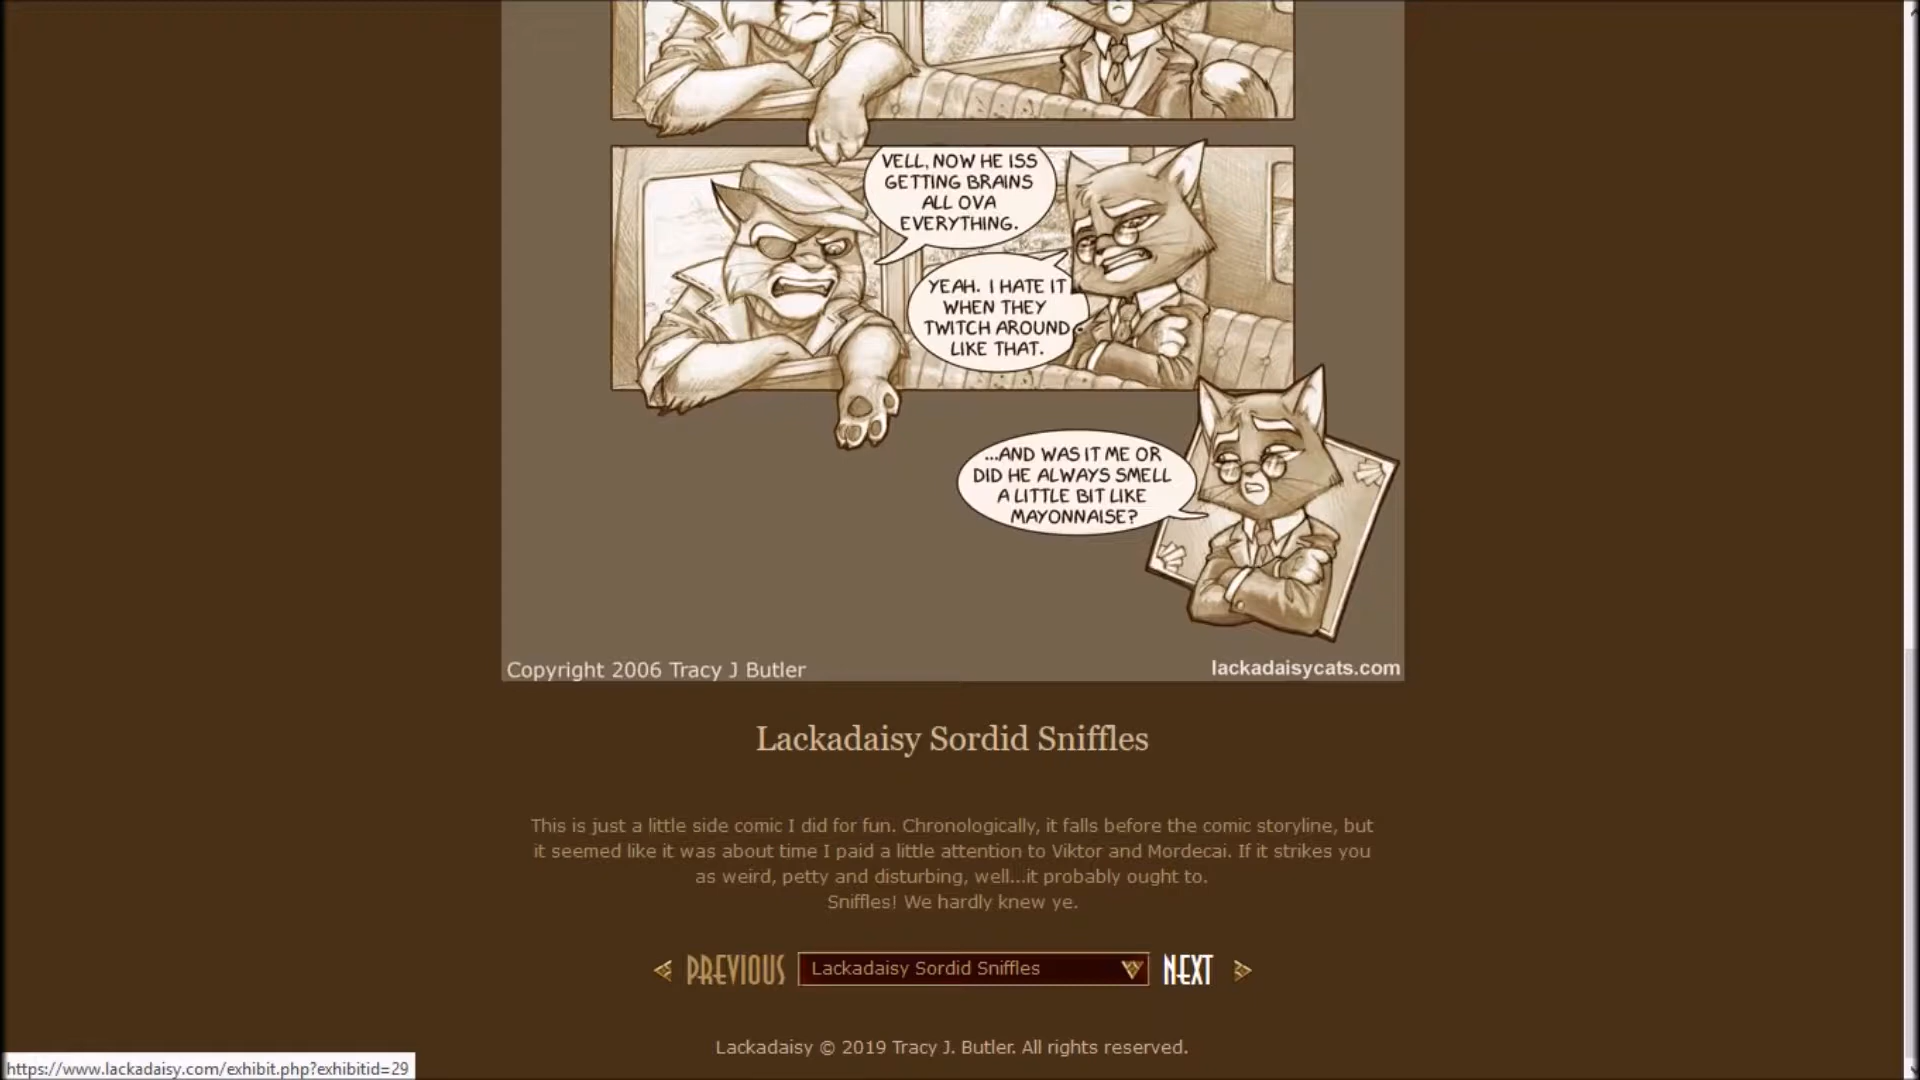 VELL, NOW HE ISS
GETTING BRAINS
ALL OVA
EVERYTHING.
YEAH. I HATE IT
WHEN THEY
TWITCH AROUND
LIKE THAT.
...AND WAS IT ME OR
DID HE ALWAYS SMELL
A LITTLE BIT LIKE
MAYONNAISE?
Copyright 2006 Tracy J Butler
lackadaisycats.com
Lackadaisy Sordid Sniffles
This is just a little side comic I did for fun. Chronologically, it falls before the comic storyline, but
it seemed like it was about time I paid a little attention to Viktor and Mordecai. If it strikes you
as weird, petty and disturbing, well...it probably ought to.
Sniffles! We hardly knew ye.
PREVIOUS Lackadaisy Sordid Sniffles NEXT
Lackadaisy © 2019 Tracy J. Butler. All rights reserved.
https://www.lackadaisy.com/exhibit.php?exhibitid=29